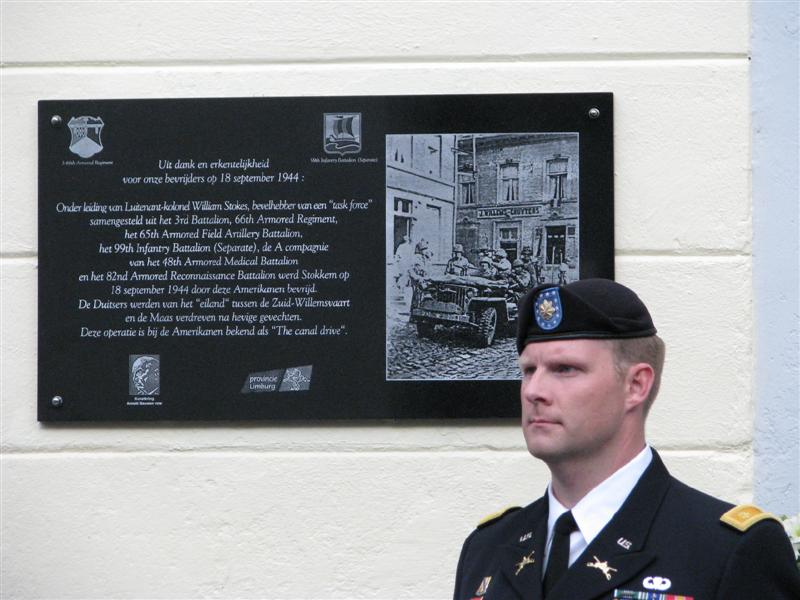 3-66th Armored Regiment
99th Infantry Battalion (Separate)
Uit dank en erkentelijkheid
voor onze bevrijders op 18 september 1944 :
Onder leiding van Luitenant-kolonel William Stokes, bevelhebber van een "task force"
samengesteld uit het 3rd Battalion, 66th Armored Regiment,
het 65th Armored Field Artillery Battalion,
het 99th Infantry Battalion (Separate), de A compagnie
van het 48th Armored Medical Battalion
en het 82nd Armored Reconnaissance Battalion werd Stokkem op
18 september 1944 door deze Amerikanen bevrijd.
De Duitsers werden van het "eiland" tussen de Zuid-Willemsvaart
en de Maas verdreven na hevige gevechten.
Deze operatie is bij de Amerikanen bekend als "The canal drive".
J. WILLEMS-CRUYTERS
Kunstkring
provincie
Limburg
U.S.
U.S.